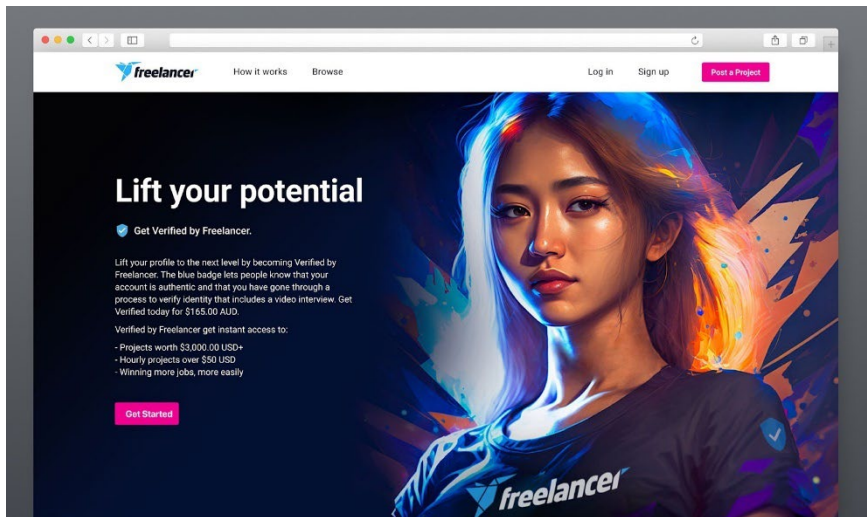 freelancer
How it works
Browse
Log in
Sign up
Post a Project
Lift your potential
Get Verified by Freelancer.
Lift your profile to the next level by becoming Verified by
Freelancer. The blue badge lets people know that your
account is authentic and that you have gone through a
process to verify identity that includes a video interview. Get
Verified today for $165.00 AUD.
Verified by Freelancer get instant access to:
- Projects worth $3,000.00 USD+
- Hourly projects over $50 USD
- Winning more jobs, more easily
Get Started
freelancer